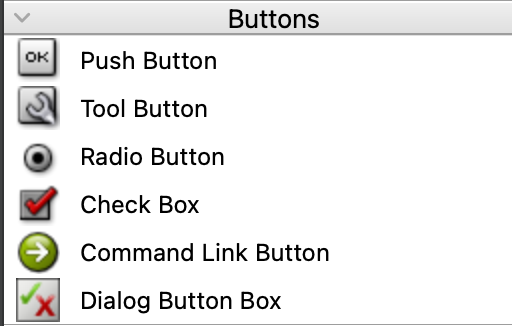 Buttons
OK Push Button
Tool Button
Radio Button
Check Box
Command Link Button
Dialog Button Box